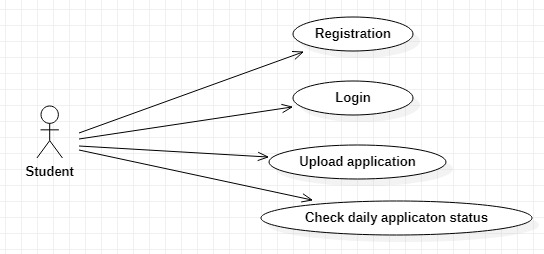 Registration
Login
Upload application
Student
Check daily applicaton status